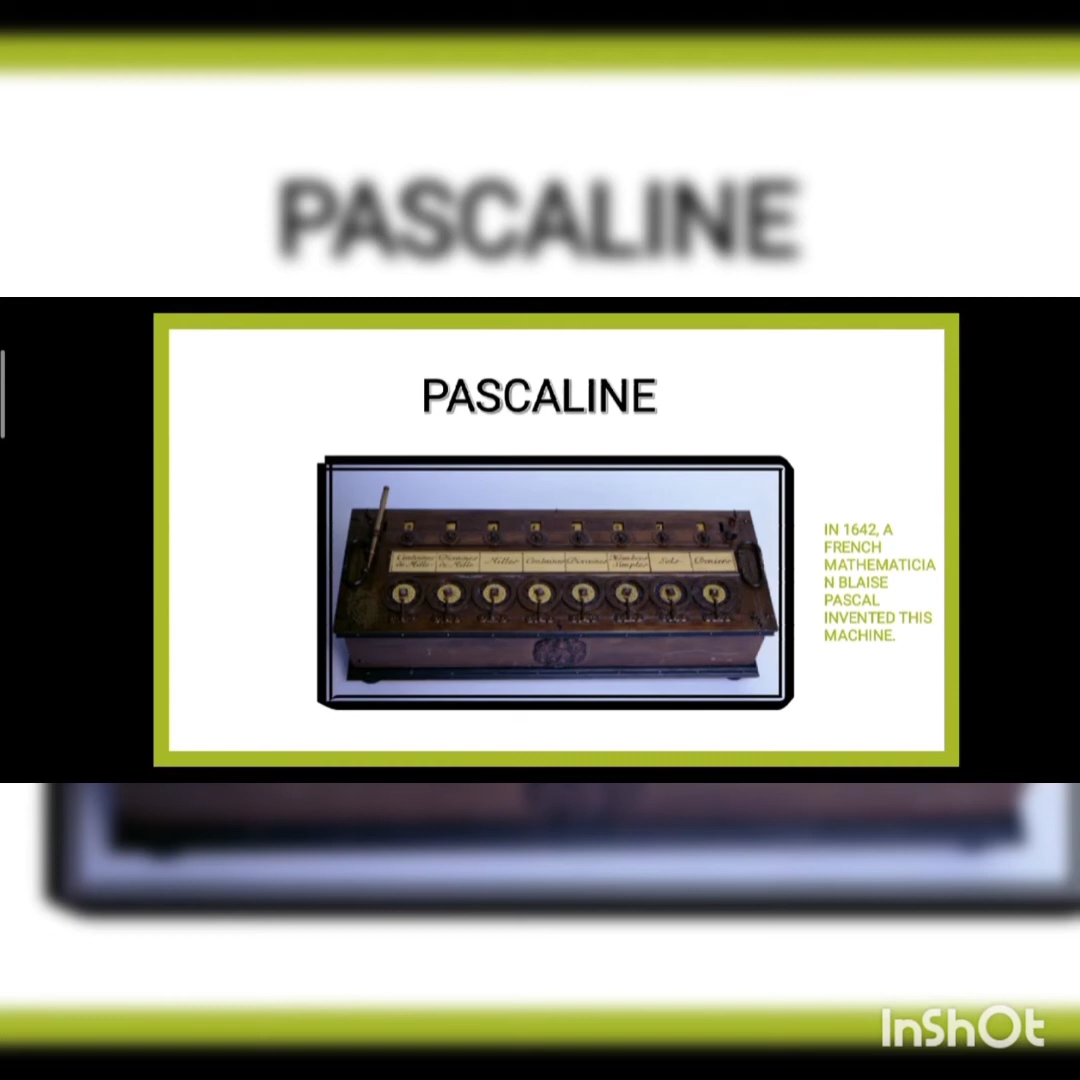 PASCALINE
PASCALINE
IN 1642, A
FRENCH
MATHEMATICIA
N BLAISE
PASCAL
INVENTED THIS
MACHINE.
InShOt